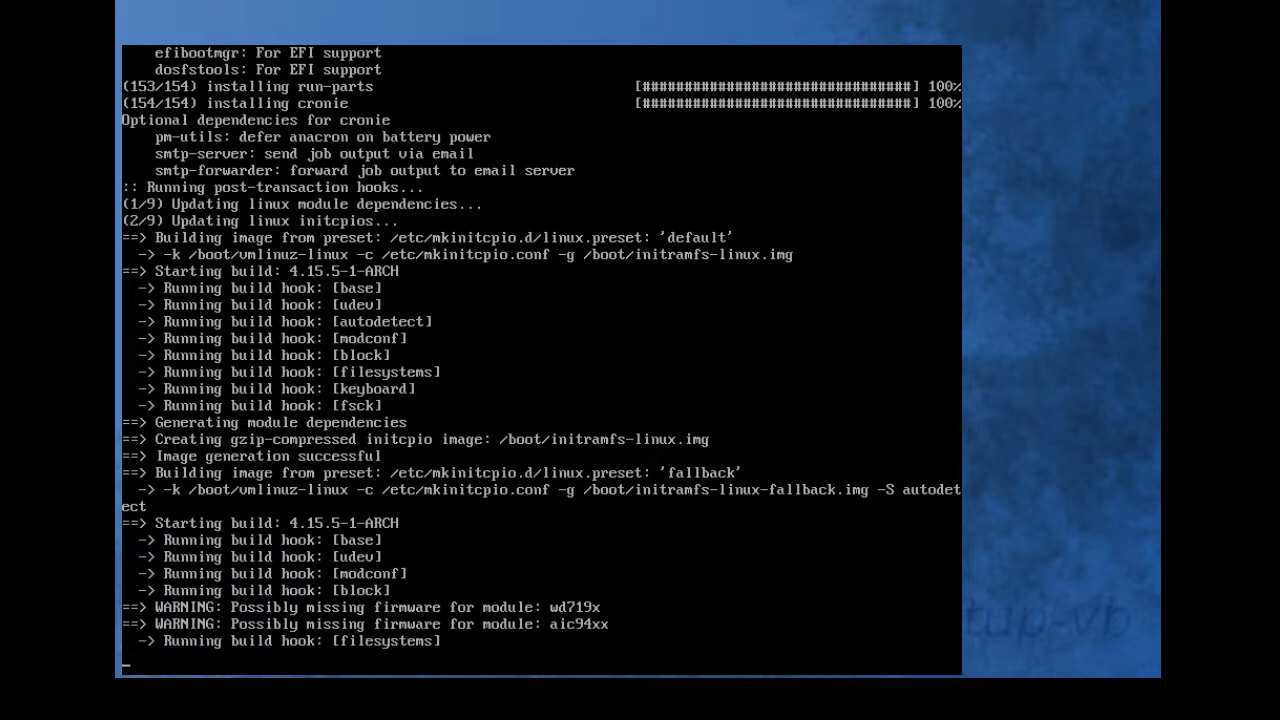 efibootmgr: For EFI support
dosfstools: For EFI support
(153/154) installing run-parts [################################] 100%
(154/154) installing cronie [################################] 100%
Optional dependencies for cronie
pm-utils: defer anacron on battery power
smtp-server: send job output via email
smtp-forwarder: forward job output to email server
:: Running post-transaction hooks...
(1/9) Updating linux module dependencies...
(2/9) Updating linux initcpios...
==> Building image from preset: /etc/mkinitcpio.d/linux.preset: 'default'
-> -k /boot/vmlinuz-linux -c /etc/mkinitcpio.conf -g /boot/initramfs-linux.img
==> Starting build: 4.15.5-1-ARCH
-> Running build hook: [base]
-> Running build hook: [udev]
-> Running build hook: [autodetect]
-> Running build hook: [modconf]
-> Running build hook: [block]
-> Running build hook: [filesystems]
-> Running build hook: [keyboard]
-> Running build hook: [fsck]
==> Generating module dependencies
==> Creating gzip-compressed initcpio image: /boot/initramfs-linux.img
==> Image generation successful
==> Building image from preset: /etc/mkinitcpio.d/linux.preset: 'fallback'
-> -k /boot/vmlinuz-linux -c /etc/mkinitcpio.conf -g /boot/initramfs-linux-fallback.img -S autodet
ect
==> Starting build: 4.15.5-1-ARCH
-> Running build hook: [base]
-> Running build hook: [udev]
-> Running build hook: [modconf]
-> Running build hook: [block]
==> WARNING: Possibly missing firmware for module: wd719x
==> WARNING: Possibly missing firmware for module: aic94xx
-> Running build hook: [filesystems]
_
tup-vb